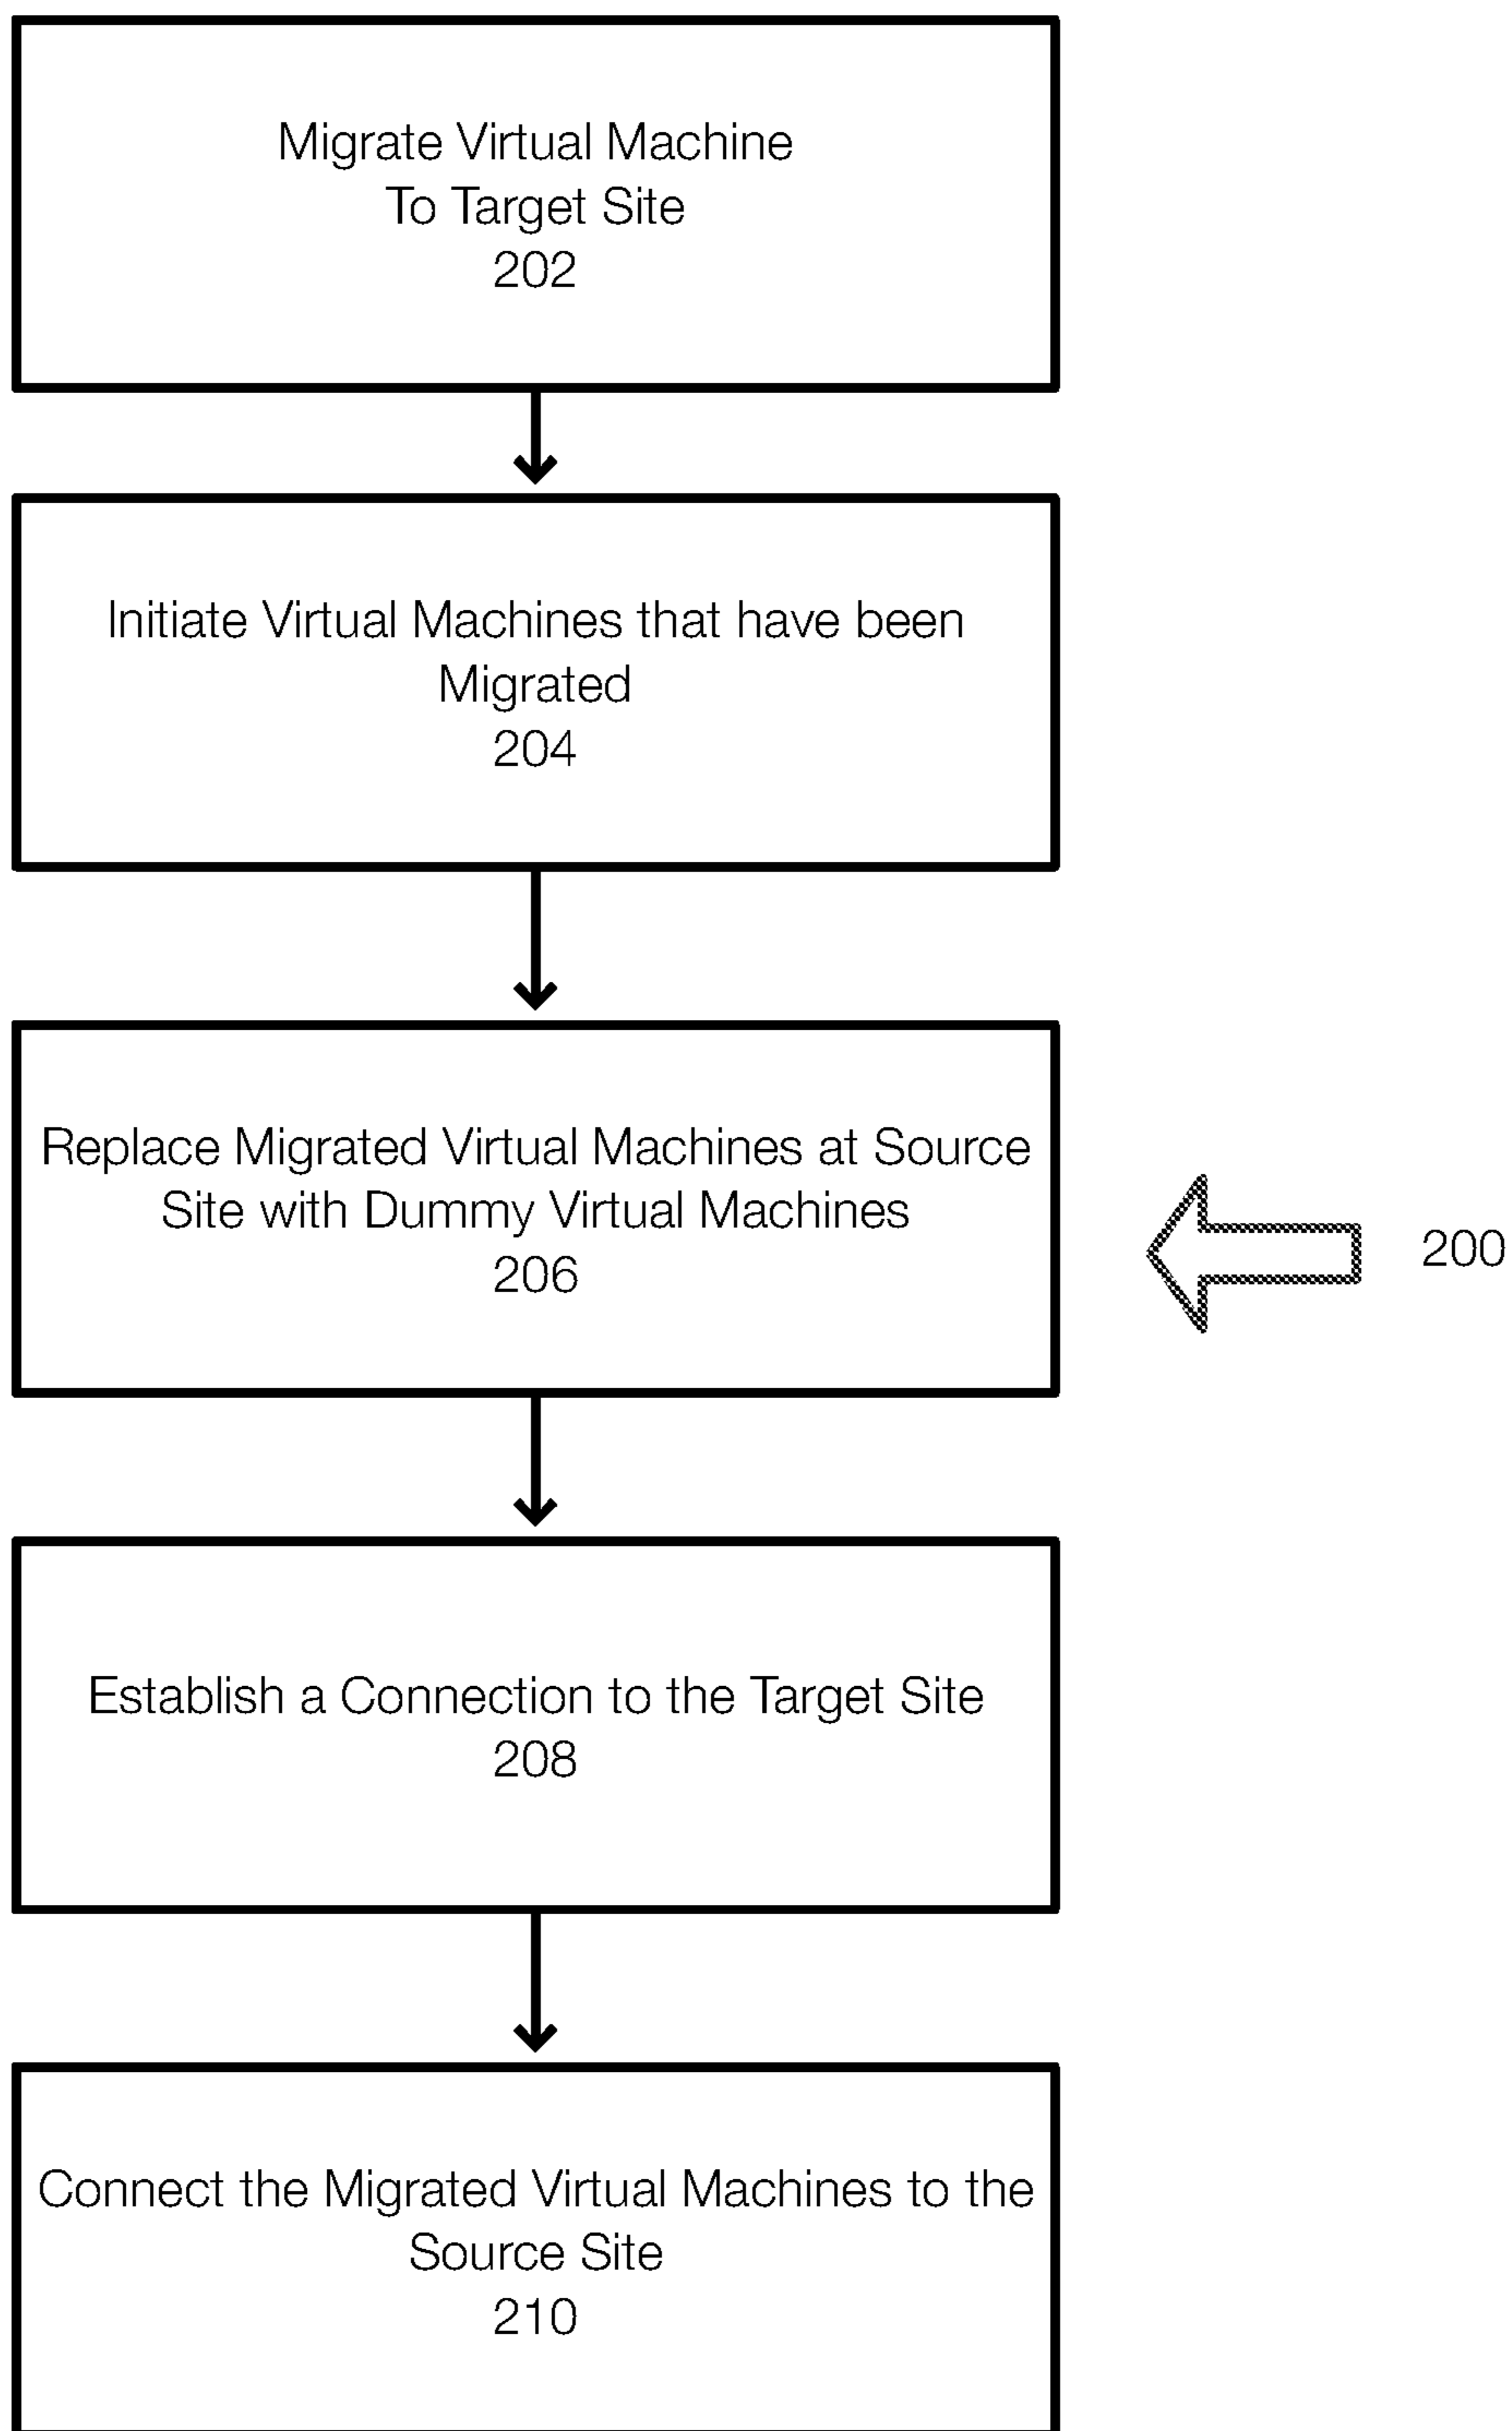 Migrate Virtual Machine
To Target Site
202
Initiate Virtual Machines that have been
Migrated
204
Replace Migrated Virtual Machines at Source
Site with Dummy Virtual Machines
206
200
Establish a Connection to the Target Site
208
Connect the Migrated Virtual Machines to the
Source Site
210